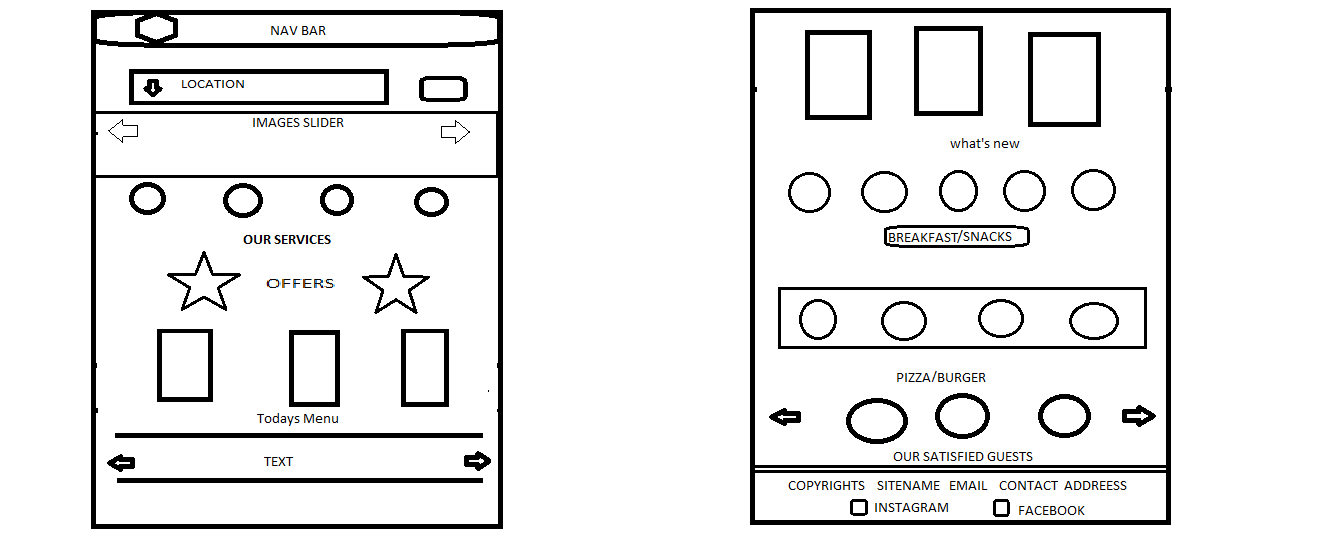 NAV BAR
LOCATION
IMAGES SLIDER
OUR SERVICES
OFFERS
Todays Menu
TEXT
what's new
BREAKFAST/SNACKS
PIZZA/BURGER
OUR SATISFIED GUESTS
COPYRIGHTS SITENAME EMAIL CONTACT ADDREESS
INSTAGRAM FACEBOOK